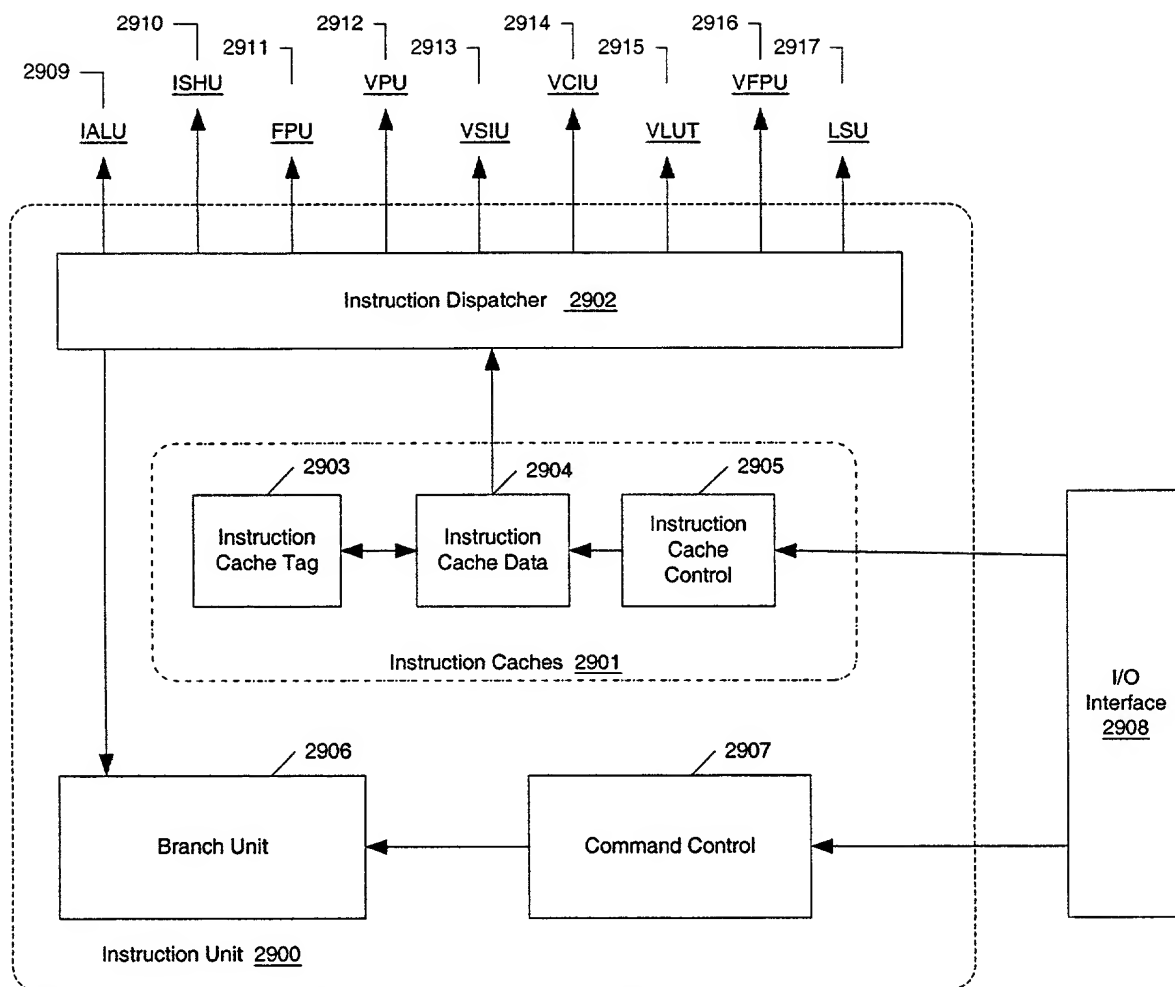 2910
2912
2914
2916
2909
2911
2913
2915
2917
ISHU
VPU
VCIU
VFPU
IALU
FPU
VSIU
VLUT
LSU
Instruction Dispatcher 2902
2903
2904
2905
Instruction
Cache Tag
Instruction
Cache Data
Instruction
Cache
Control
Instruction Caches 2901
I/O
Interface
2908
2906
2907
Branch Unit
Command Control
Instruction Unit 2900